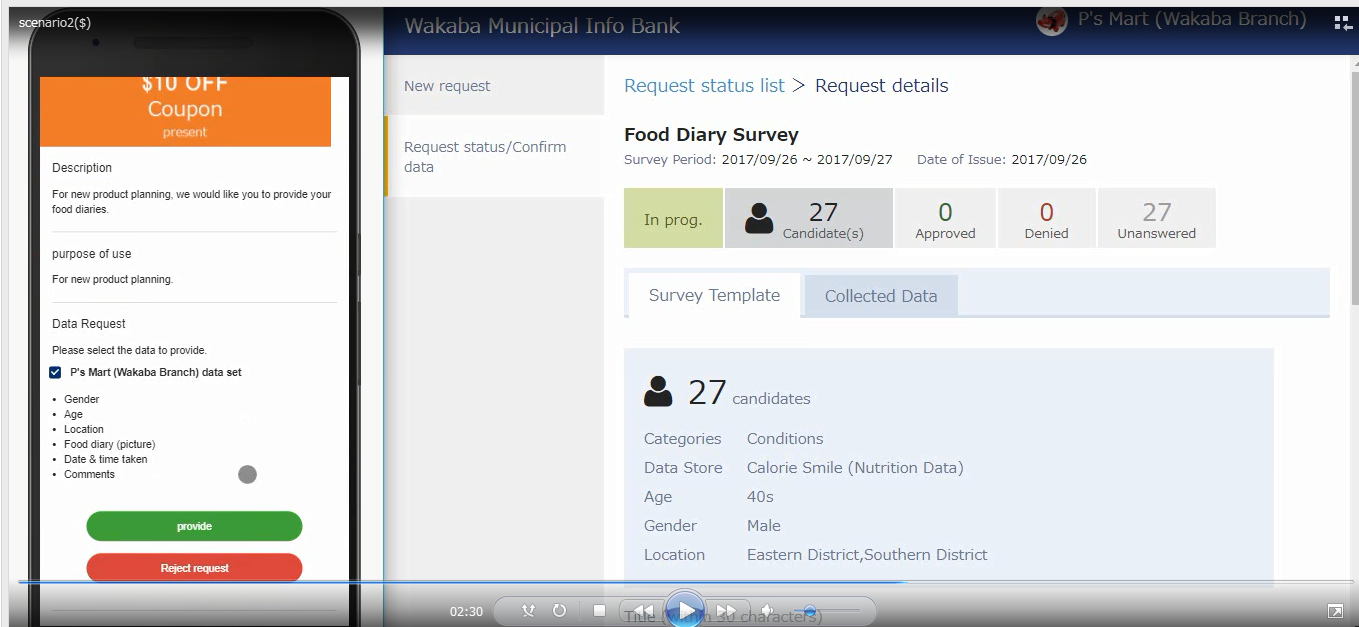 scenario2($)
$10 OFF
Coupon
present
Description
For new product planning, we would like you to provide your
food diaries.
purpose of use
For new product planning.
Data Request
Please select the data to provide.
P's Mart (Wakaba Branch) data set
• Gender
• Age
• Location
• Food diary (picture)
• Date & time taken
• Comments
provide
Reject request
Wakaba Municipal Info Bank
P's Mart (Wakaba Branch)
New request
Request status/Confirm
data
Request status list > Request details
Food Diary Survey
Survey Period: 2017/09/26 ~ 2017/09/27 Date of Issue: 2017/09/26
In prog.
27
Candidate(s)
0
Approved
0
Denied
27
Unanswered
Survey Template
Collected Data
27 candidates
Categories Conditions
Data Store Calorie Smile (Nutrition Data)
Age 40s
Gender Male
Location Eastern District,Southern District
Title (within 30 characters)
02:30